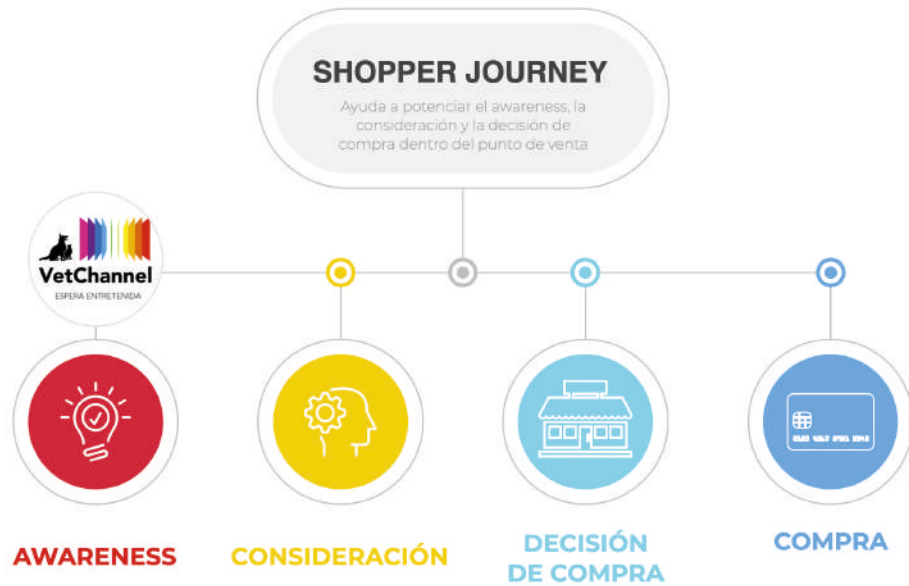 SHOPPER JOURNEY
Ayuda a potenciar el awareness, la
consideración y la decisión de
compra dentro del punto de venta
VetChannel
ESPERA ENTRETENIDA
AWARENESS
CONSIDERACIÓN
DECISIÓN
DE COMPRA
COMPRA